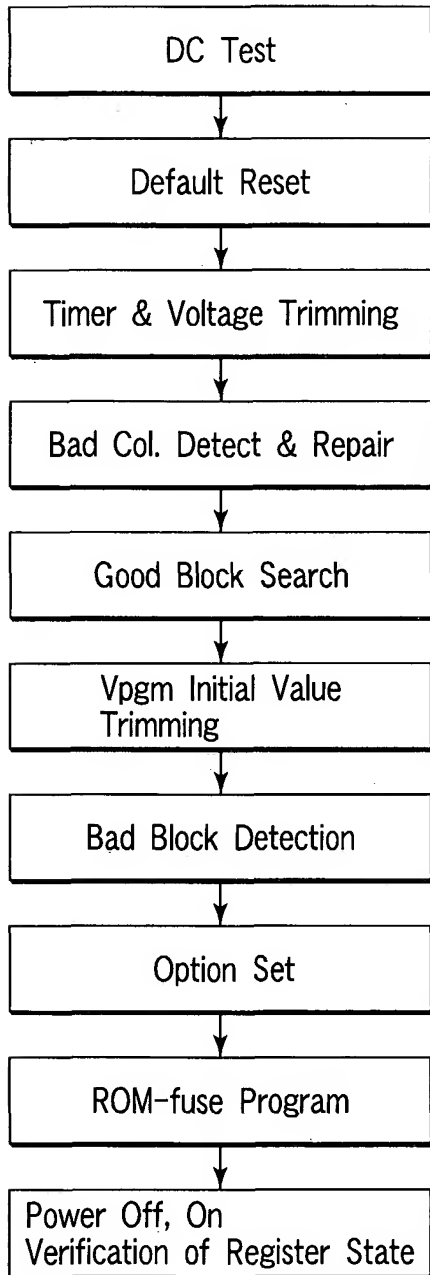 DC Test
Default Reset
Timer & Voltage Trimming
Bad Col. Detect & Repair
Good Block Search
Vpgm Initial Value
Trimming
Bad Block Detection
Option Set
ROM-fuse Program
Power Off, On
Verification of Register State